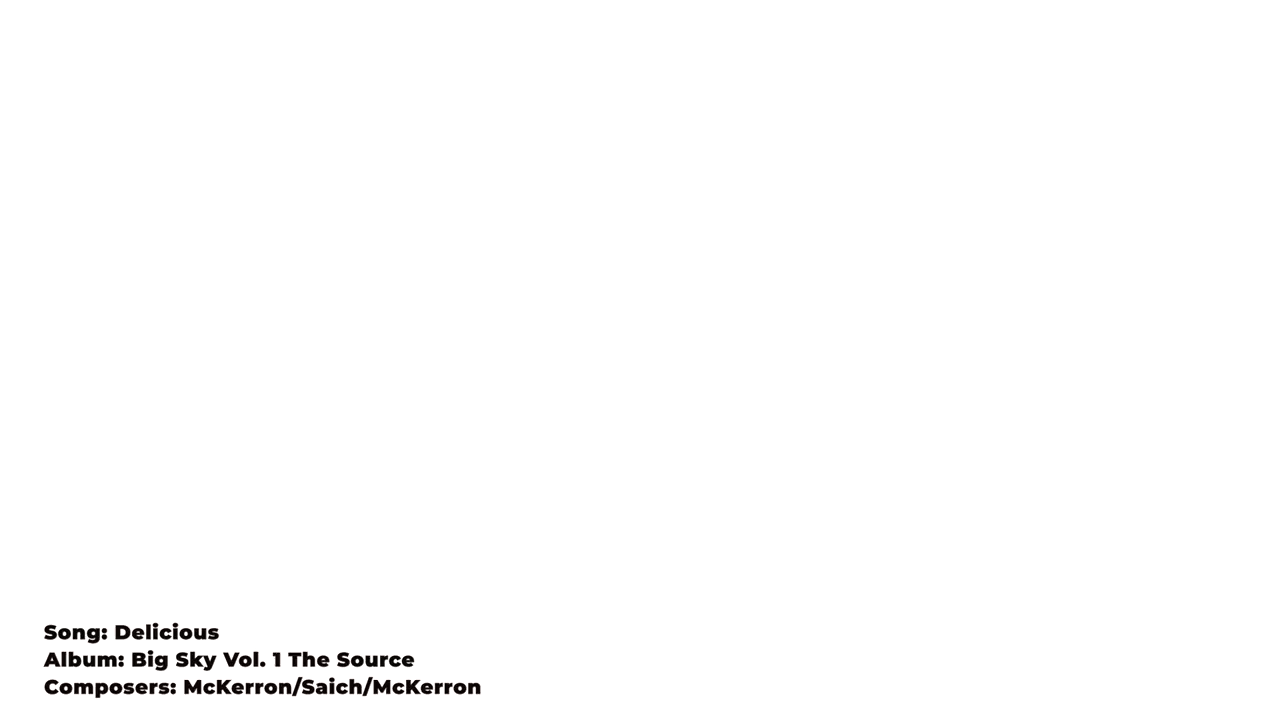 Song: Delicious
Album: Big Sky Vol. 1 The Source
Composers: McKerron/Saich/McKerron